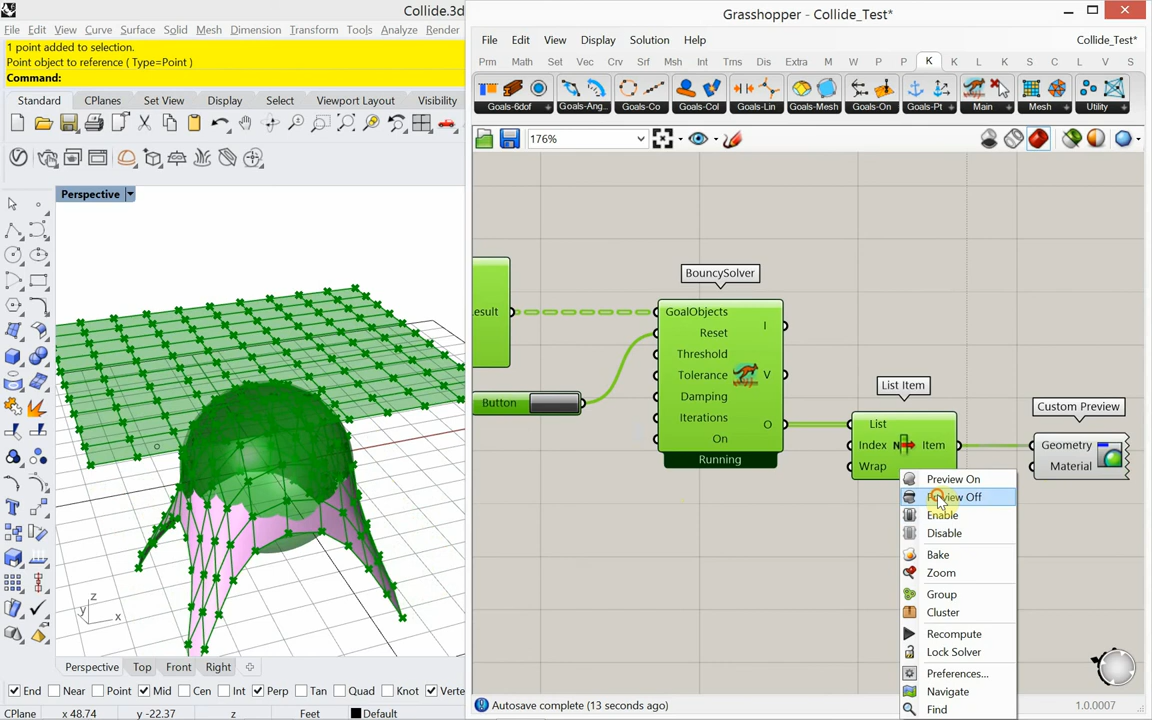 Collide.3d
File Edit View Curve Surface Solid Mesh Dimension Transform Tools Analyze Render
1 point added to selection.
Point object to reference ( Type=Point )
Command:
Standard CPlanes Set View Display Select Viewport Layout Visibility
Perspective
z
y
x
Perspective Top Front Right
End Near Point Mid Cen Int Perp Tan Quad Knot Verte
CPlane x 48.74 y -22.37 z Feet Default
Grasshopper - Collide_Test*
File Edit View Display Solution Help Collide_Test*
Prm Math Set Vec Crv Srf Msh Int Trns Dis Extra M W P P K K L K S C L V S
Goals-6dof Goals-Ang... Goals-Co Goals-Col Goals-Lin Goals-Mesh Goals-On Goals-Pt Main Mesh Utility
176%
BouncySolver
esult
GoalObjects
Reset
Threshold
Tolerance
Damping
Iterations
On
I
V
O
Running
Button
List Item
List
Index
Wrap
Item
Custom Preview
Geometry
Material
Preview On
Preview Off
Enable
Disable
Bake
Zoom
Group
Cluster
Recompute
Lock Solver
Preferences...
Navigate
Find
Autosave complete (13 seconds ago)
1.0.0007